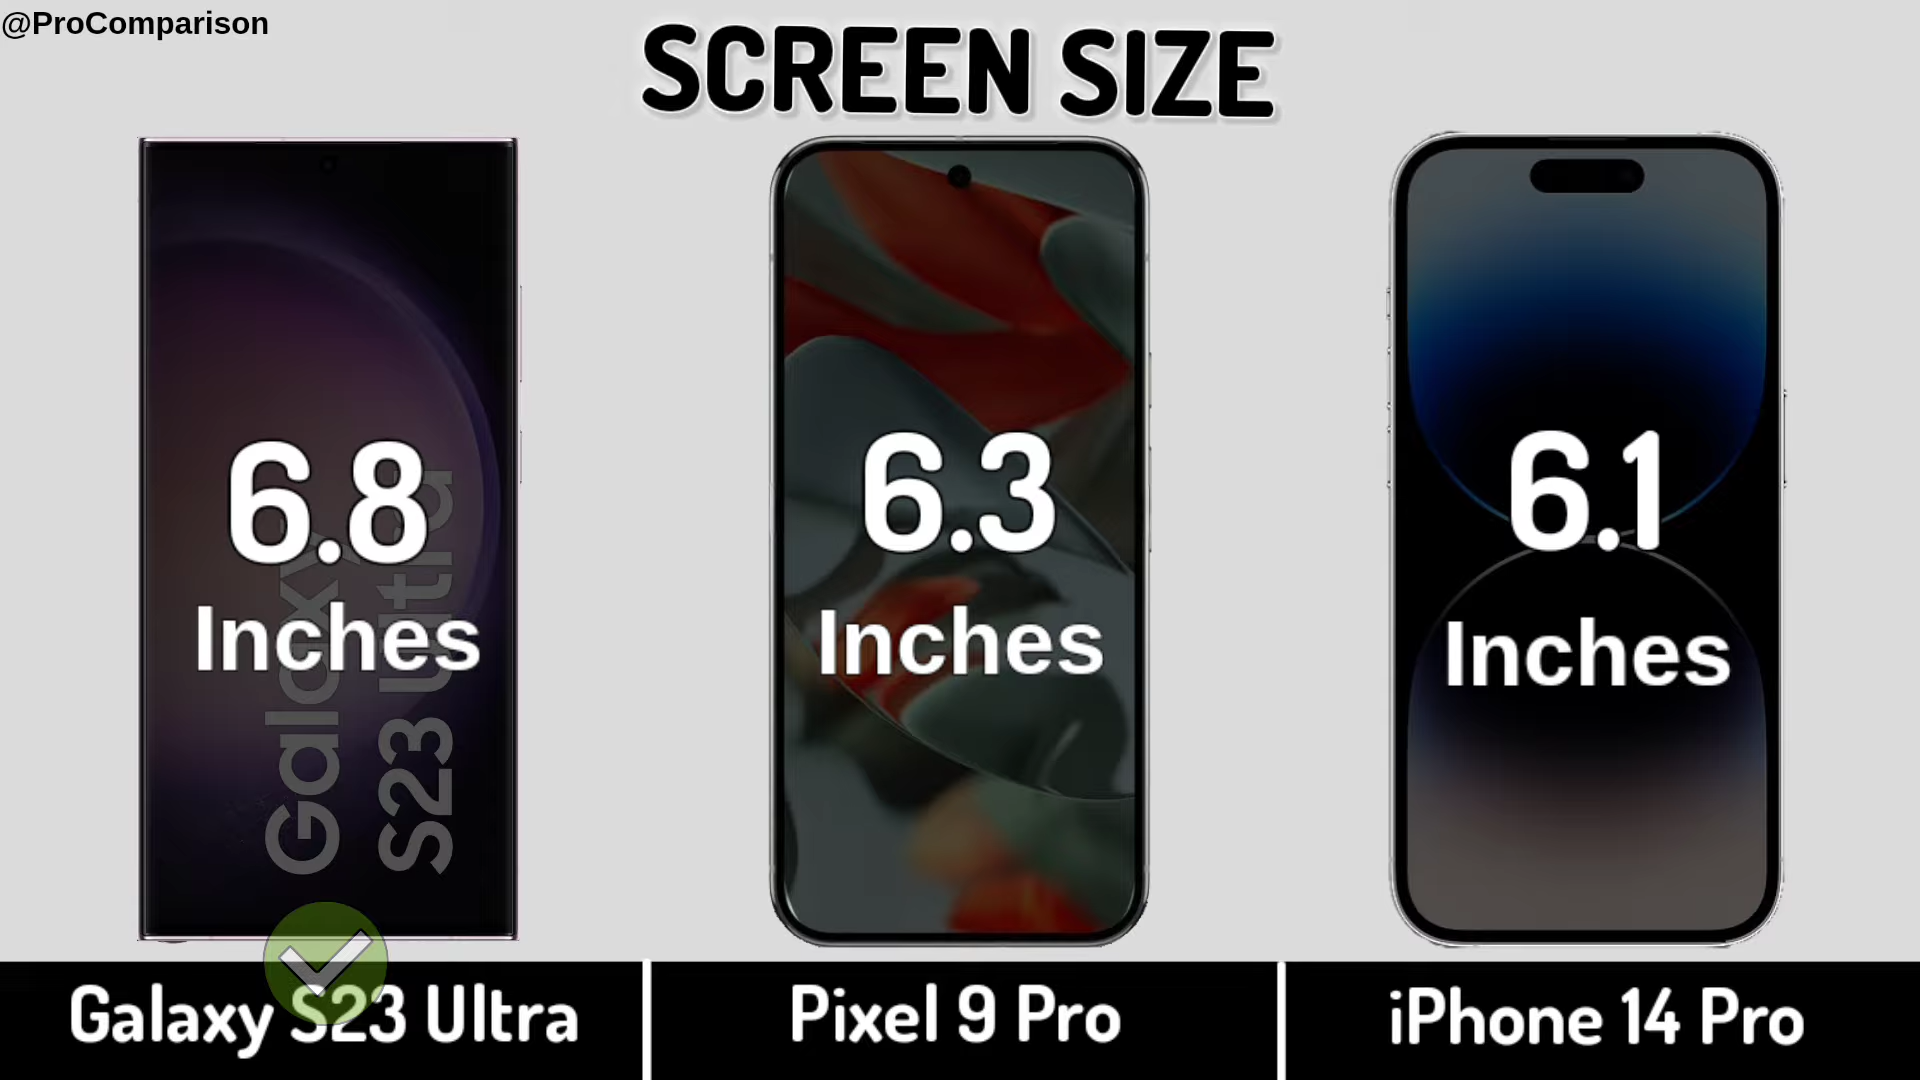 @ProComparison
SCREEN SIZE
6.8
Inches
Galaxy
S23 Ultra
6.3
Inches
6.1
Inches
Galaxy S23 Ultra
Pixel 9 Pro
iPhone 14 Pro